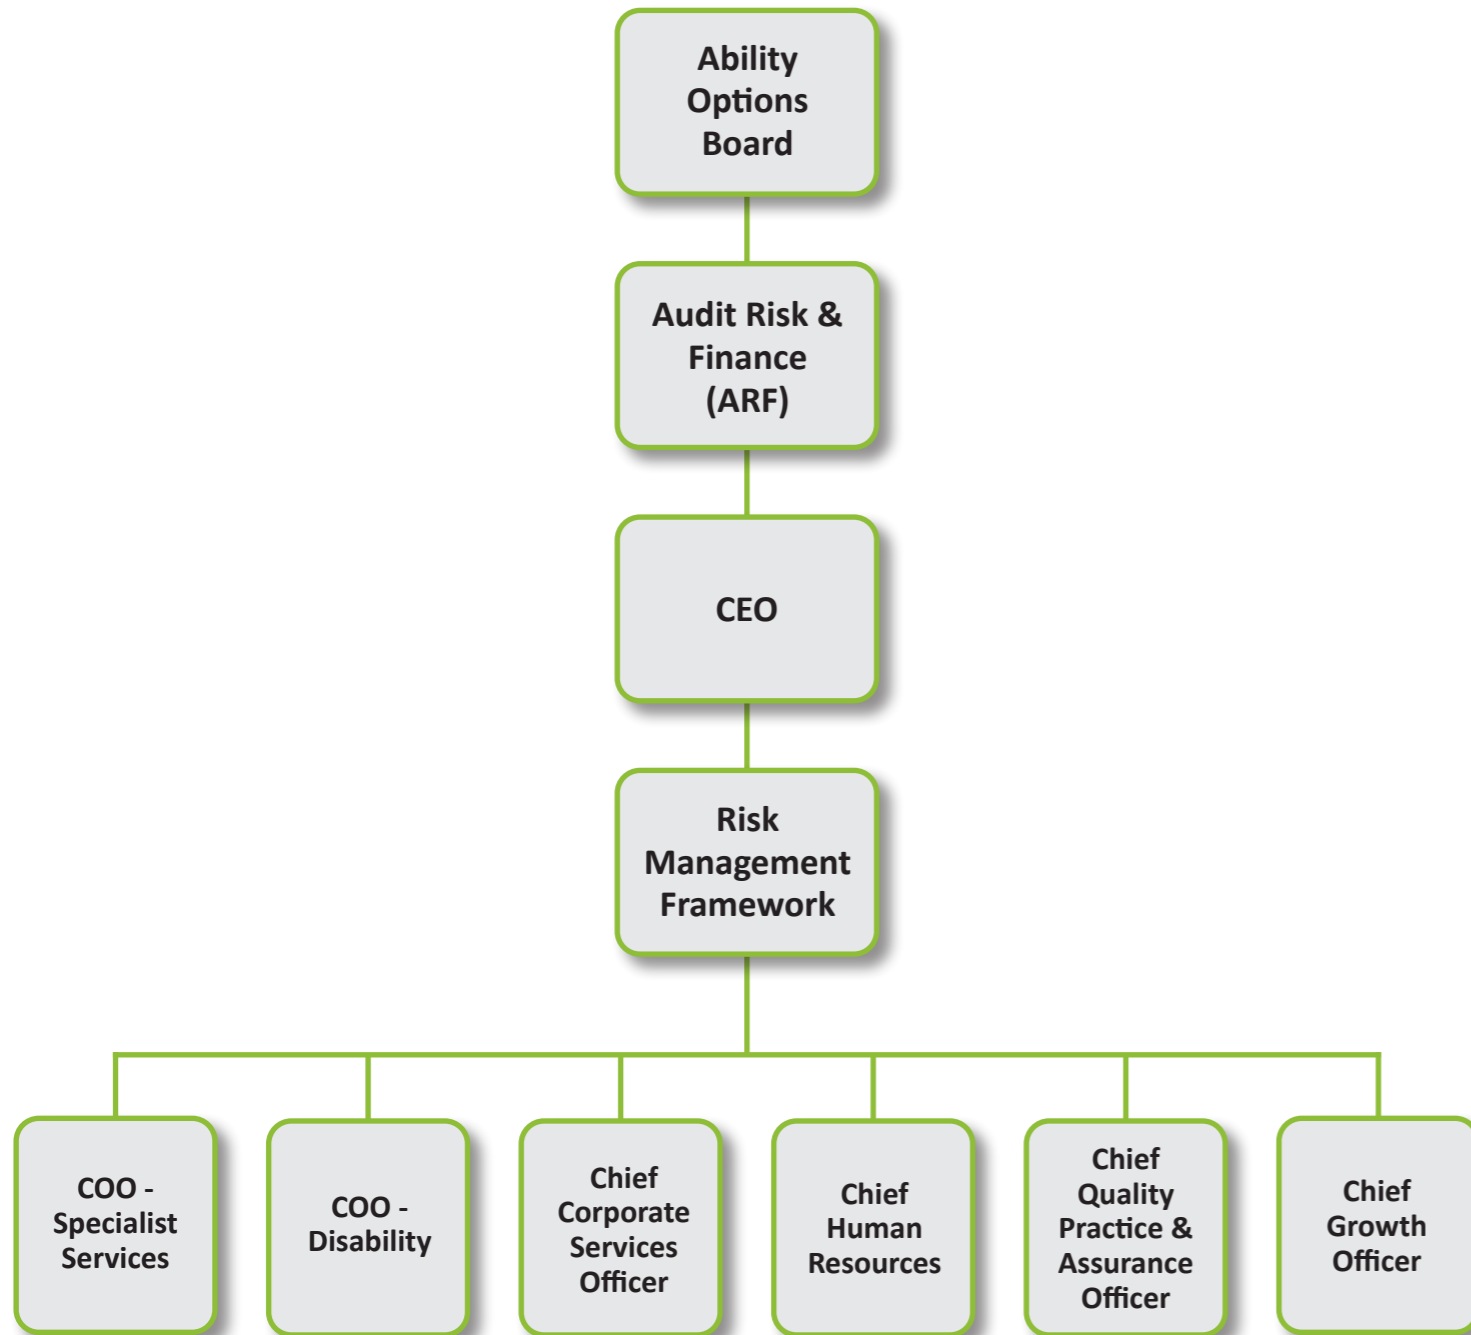 Ability
Options
Board
Audit Risk &
Finance
(ARF)
CEO
Risk
Management
Framework
COO -
Specialist
Services
COO -
Disability
Chief
Corporate
Services
Officer
Chief
Human
Resources
Chief
Quality
Practice &
Assurance
Officer
Chief
Growth
Officer